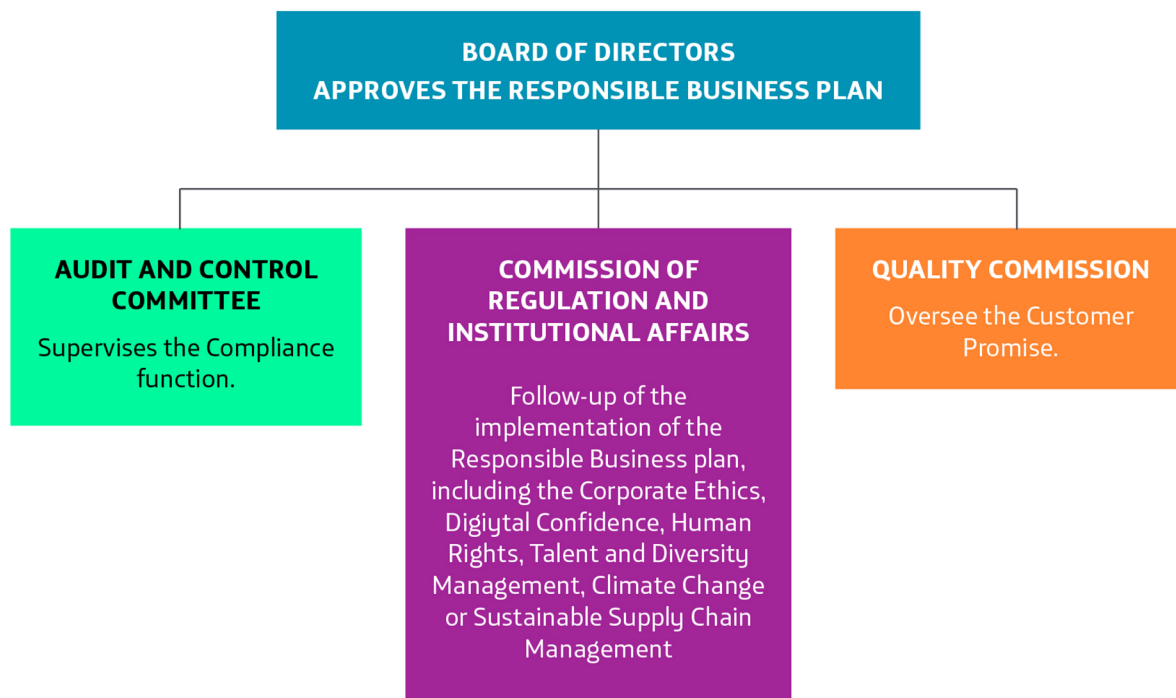 BOARD OF DIRECTORS
APPROVES THE RESPONSIBLE BUSINESS PLAN
AUDIT AND CONTROL
COMMITTEE
Supervises the Compliance
function.
COMMISSION OF
REGULATION AND
INSTITUTIONAL AFFAIRS
Follow-up of the
implementation of the
Responsible Business plan,
including the Corporate Ethics,
Digiytal Confidence, Human
Rights, Talent and Diversity
Management, Climate Change
or Sustainable Supply Chain
Management
QUALITY COMMISSION
Oversee the Customer
Promise.